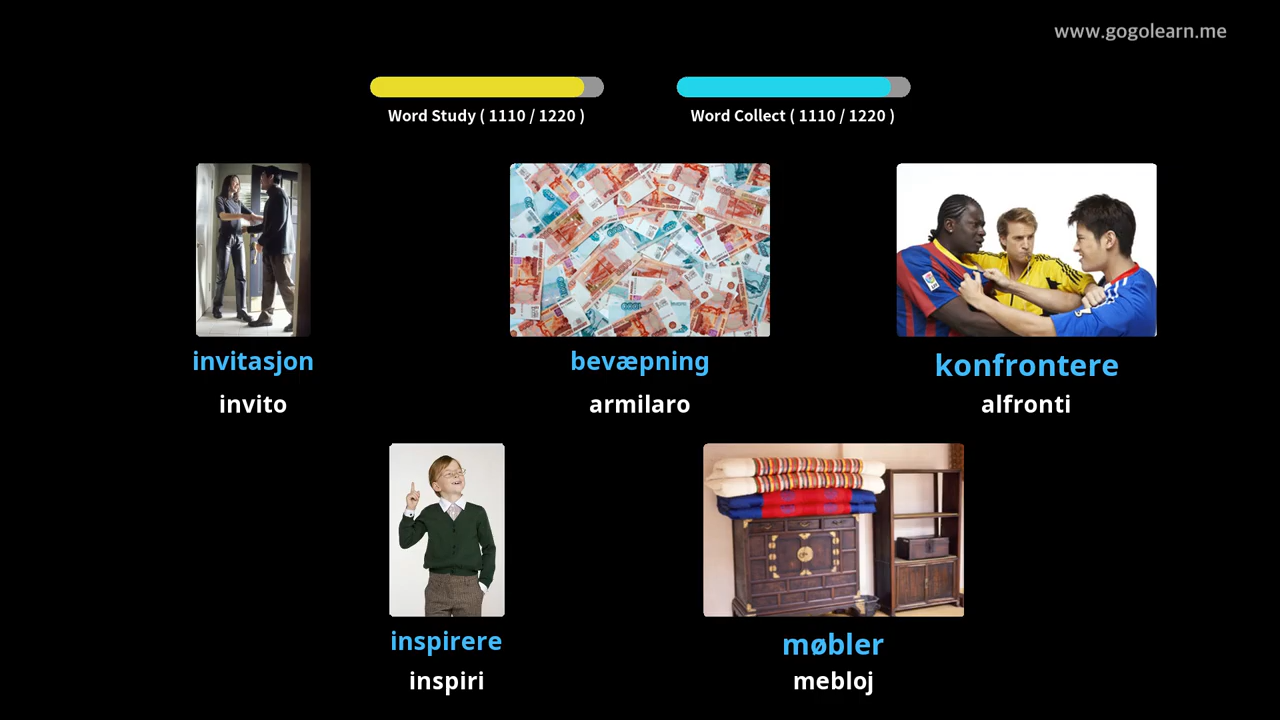 www.gogolearn.me
Word Study ( 1110 / 1220 )
Word Collect ( 1110 / 1220 )
invitasjon
invito
bevæpning
armilaro
konfrontere
alfronti
inspirere
inspiri
møbler
mebloj